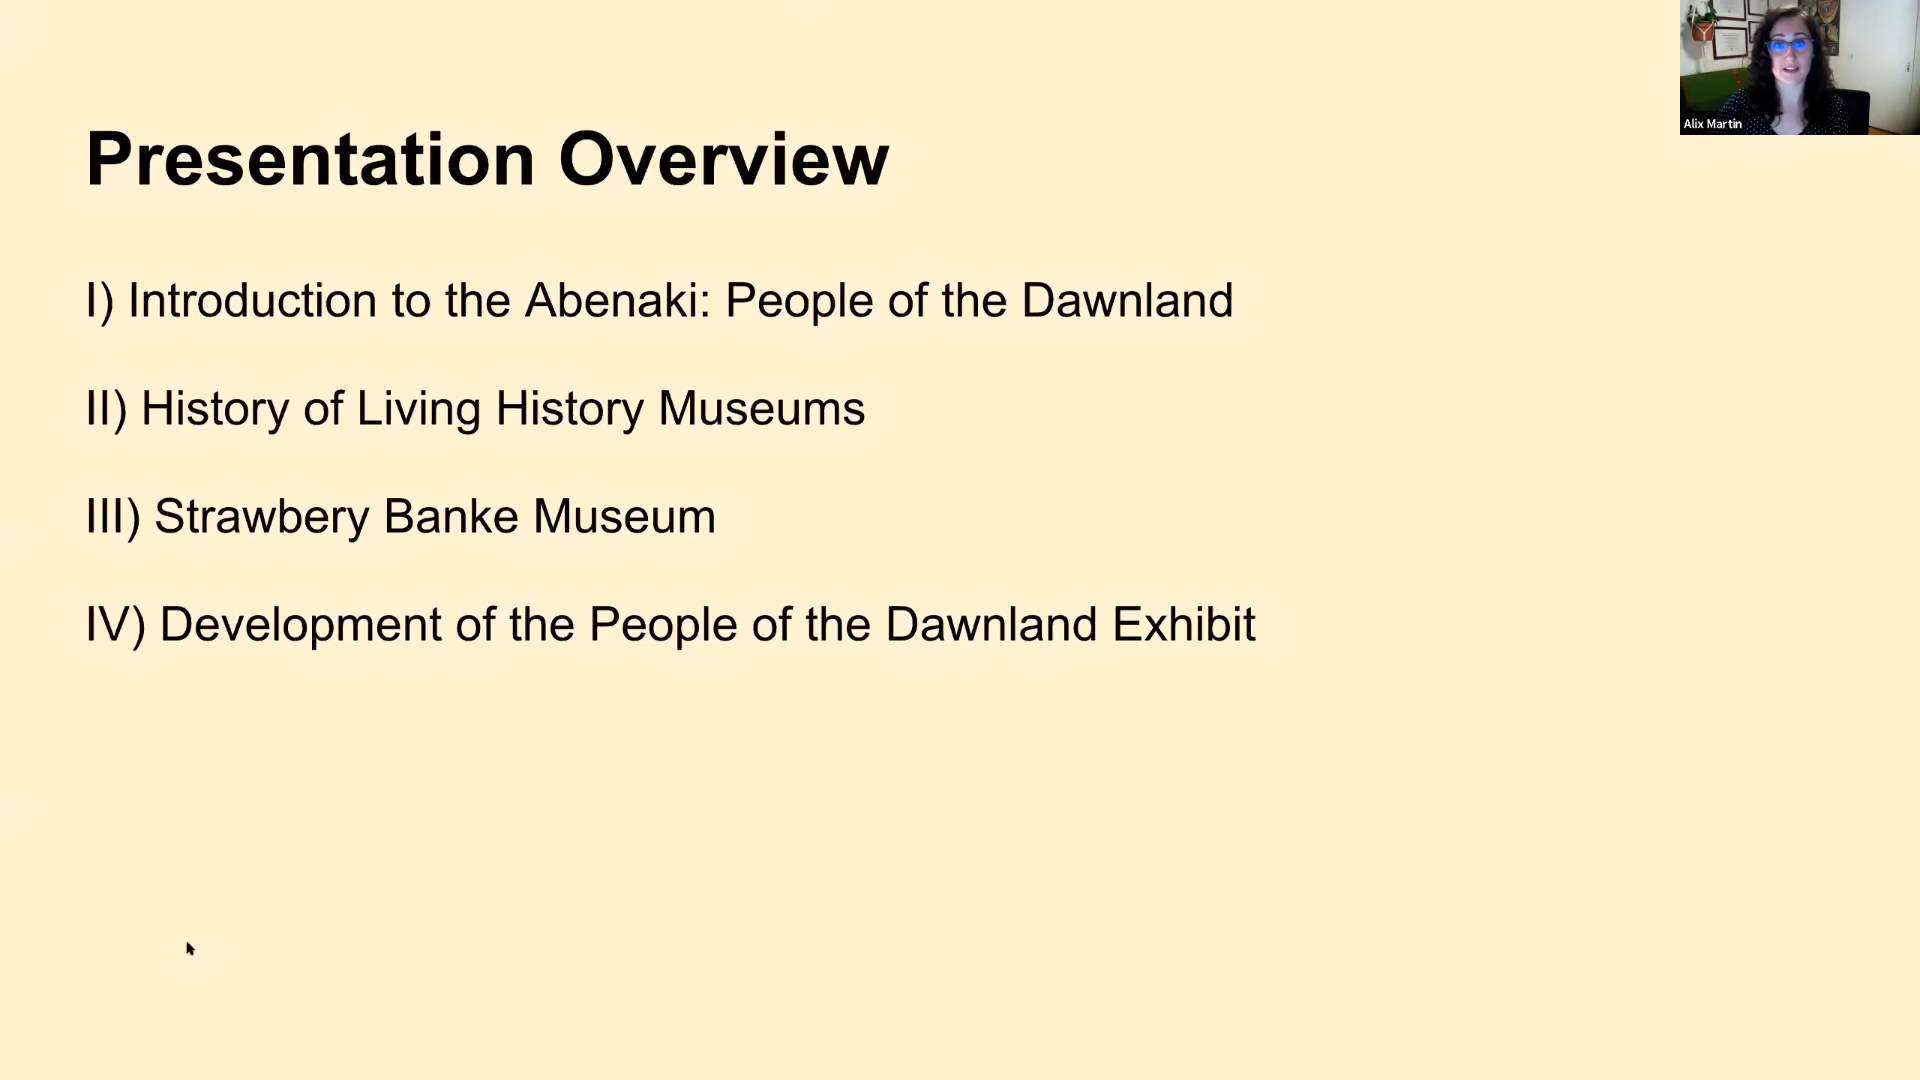 Presentation Overview
I) Introduction to the Abenaki: People of the Dawnland
II) History of Living History Museums
III) Strawbery Banke Museum
IV) Development of the People of the Dawnland Exhibit
Alix Martin